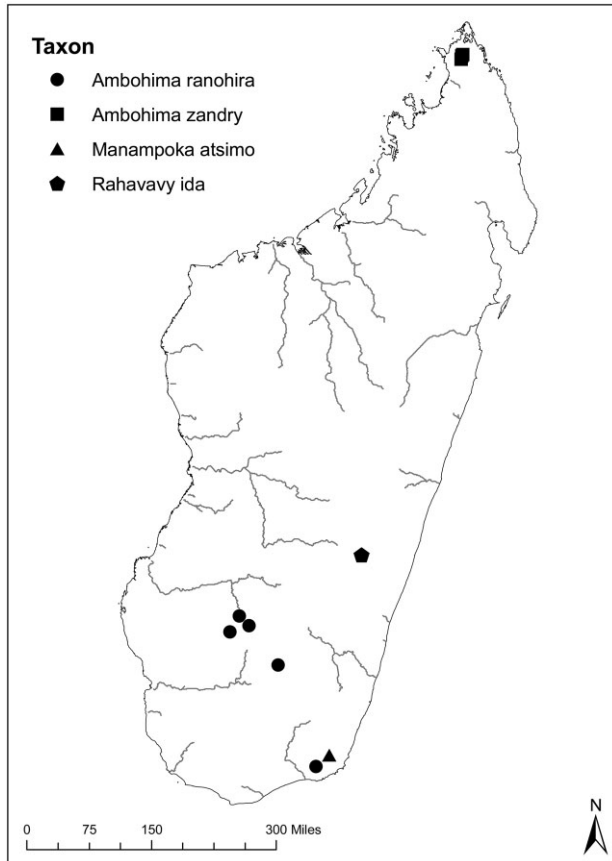 Taxon
Ambohima ranohira
Ambohima zandry
Manampoka atsimo
Rahavavy ida
0 75 150 300 Miles
N